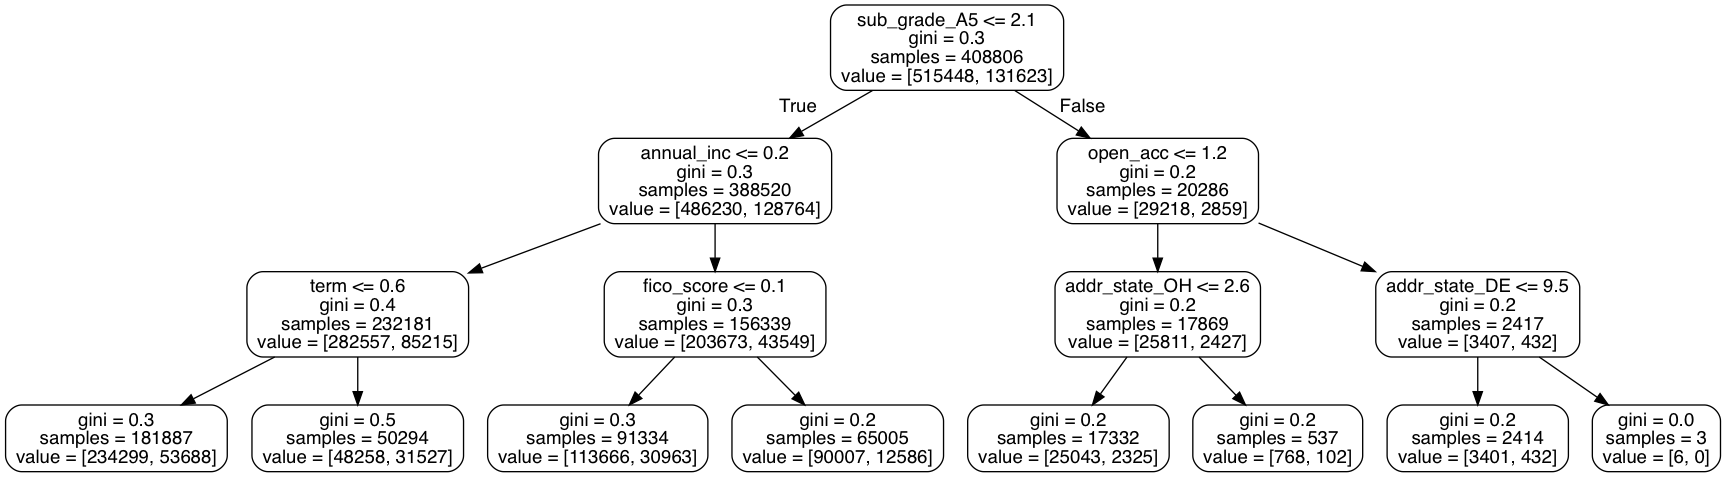 sub_grade_A5 <= 2.1
gini = 0.3
samples = 408806
value = [515448, 131623]
True
False
annual_inc <= 0.2
gini = 0.3
samples = 388520
value = [486230, 128764]
open_acc <= 1.2
gini = 0.2
samples = 20286
value = [29218, 2859]
term <= 0.6
gini = 0.4
samples = 232181
value = [282557, 85215]
fico_score <= 0.1
gini = 0.3
samples = 156339
value = [203673, 43549]
addr_state_OH <= 2.6
gini = 0.2
samples = 17869
value = [25811, 2427]
addr_state_DE <= 9.5
gini = 0.2
samples = 2417
value = [3407, 432]
gini = 0.3
samples = 181887
value = [234299, 53688]
gini = 0.5
samples = 50294
value = [48258, 31527]
gini = 0.3
samples = 91334
value = [113666, 30963]
gini = 0.2
samples = 65005
value = [90007, 12586]
gini = 0.2
samples = 17332
value = [25043, 2325]
gini = 0.2
samples = 537
value = [768, 102]
gini = 0.2
samples = 2414
value = [3401, 432]
gini = 0.0
samples = 3
value = [6, 0]